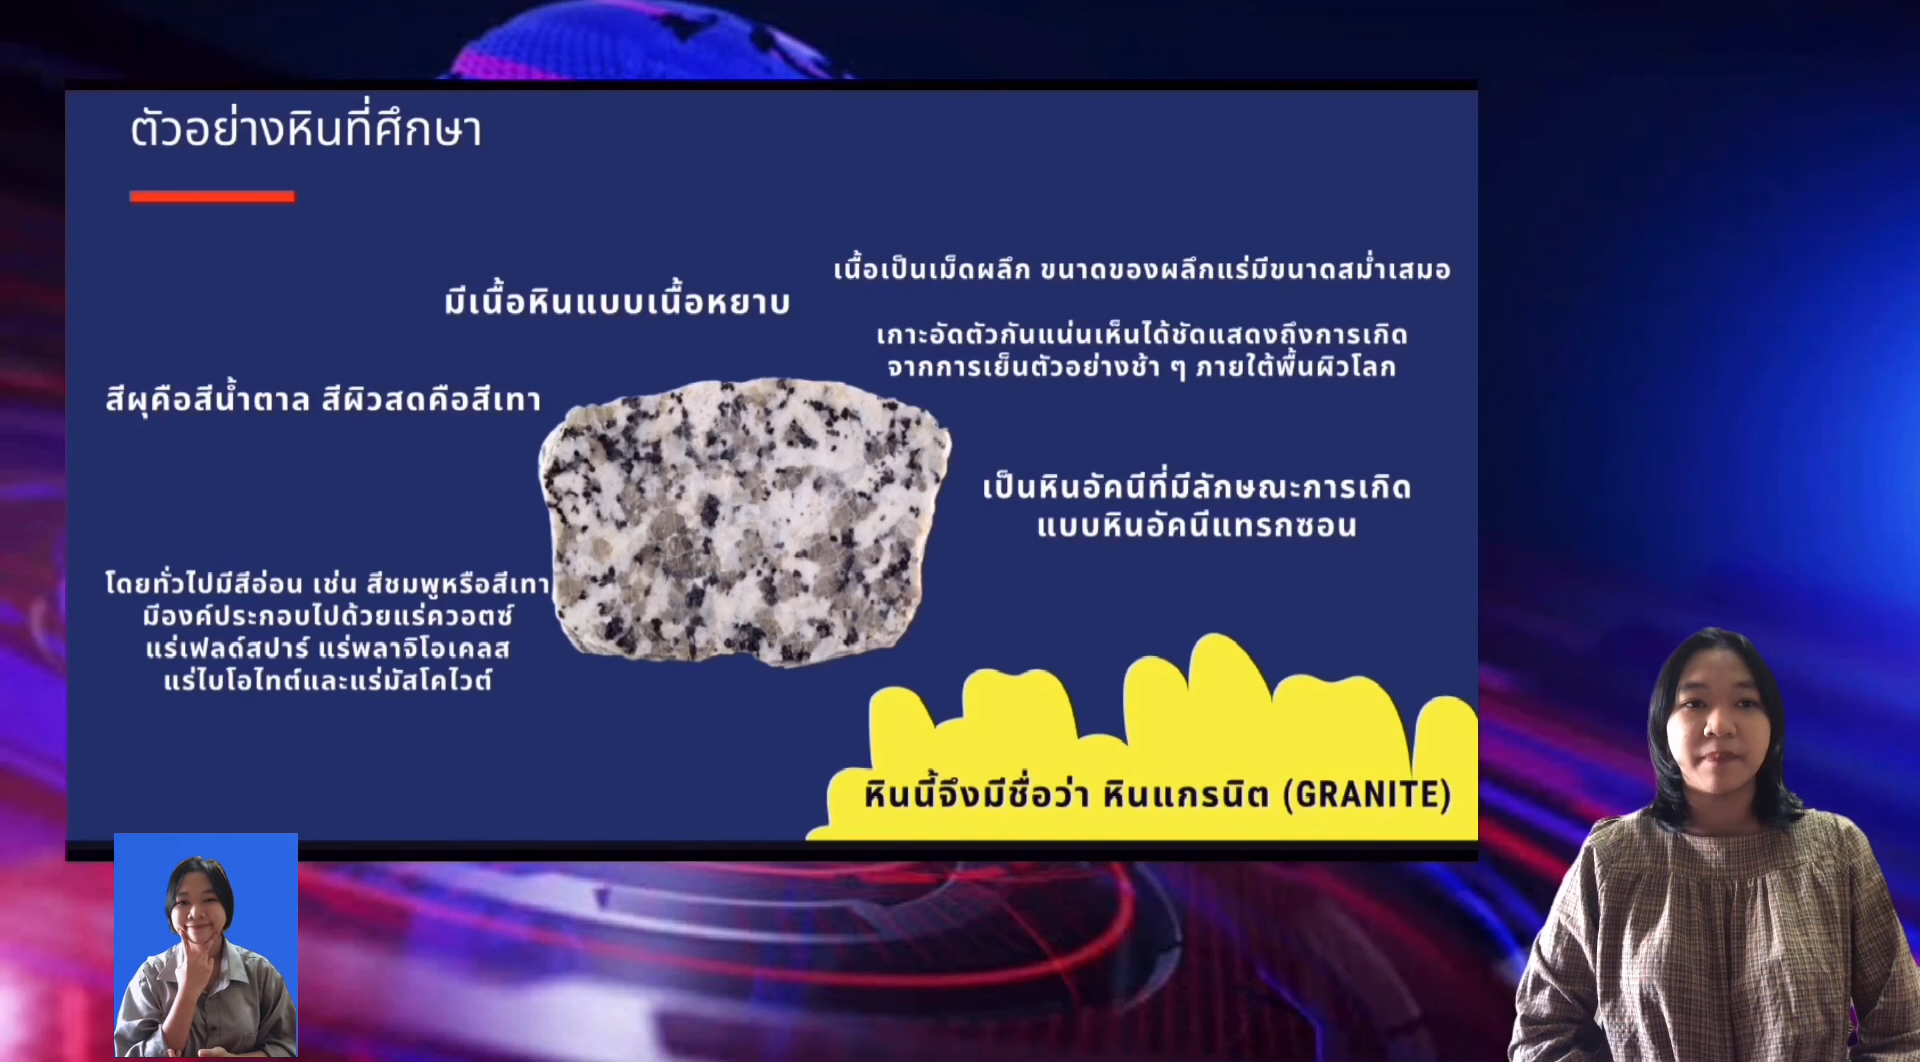 ตัวอย่างหินที่ศึกษา
มีเนื้อหินแบบเนื้อหยาบ
เนื้อเป็นเม็ดผลึก ขนาดของผลึกแร่มีขนาดสม่ำเสมอ
เกาะอัดตัวกันแน่นเห็นได้ชัดแสดงถึงการเกิด
จากการเย็นตัวอย่างช้า ๆ ภายใต้พื้นผิวโลก
สีผุคือสีน้ำตาล สีผิวสดคือสีเทา
เป็นหินอัคนีที่มีลักษณะการเกิด
แบบหินอัคนีแทรกซอน
โดยทั่วไปมีสีอ่อน เช่น สีชมพูหรือสีเทา
มีองค์ประกอบไปด้วยแร่ควอตซ์
แร่เฟลด์สปาร์ แร่พลาจิโอเคลส
แร่ไบโอไทต์และแร่มัสโคไวต์
หินนี้จึงมีชื่อว่า หินแกรนิต (GRANITE)